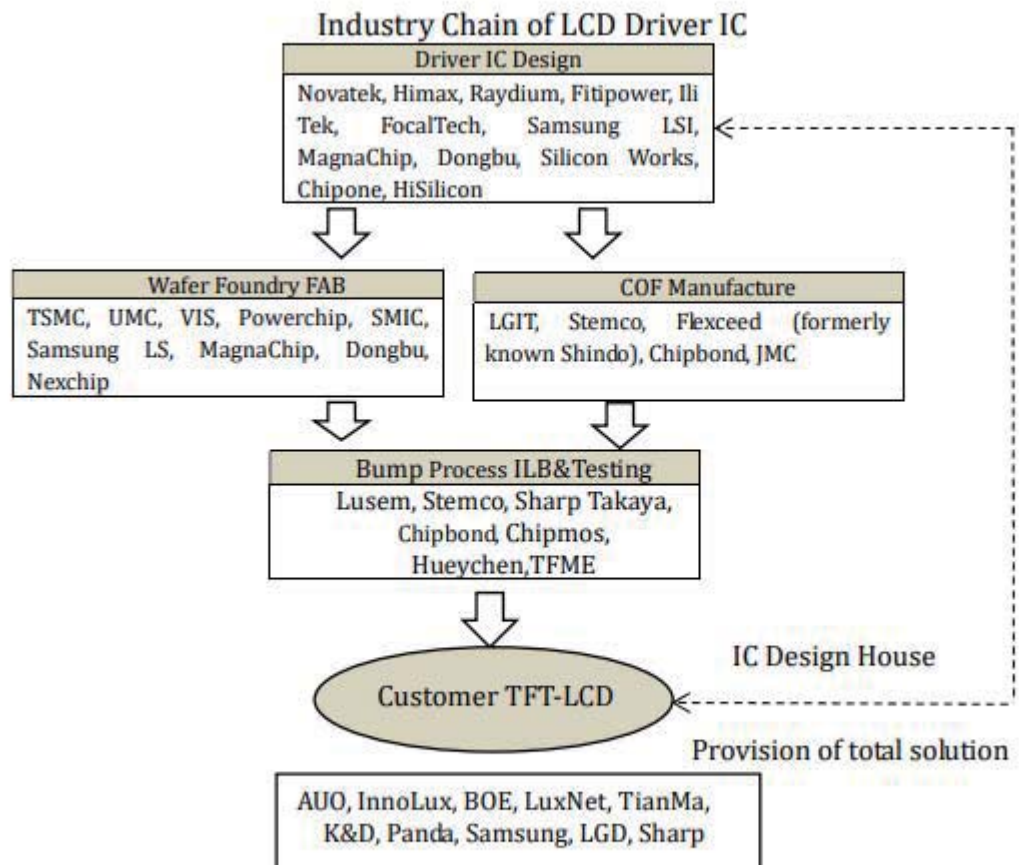 Industry Chain of LCD Driver IC
Driver IC Design
Novatek, Himax, Raydium, Fitipower, Ili
Tek, FocalTech, Samsung LSI,
MagnaChip, Dongbu, Silicon Works,
Chipone, HiSilicon
Wafer Foundry FAB
TSMC, UMC, VIS, Powerchip, SMIC,
Samsung LS, MagnaChip, Dongbu,
Nexchip
COF Manufacture
LGIT, Stemco, Flexceed (formerly
known Shindo), Chipbond, JMC
Bump Process ILB&Testing
Lusem, Stemco, Sharp Takaya,
Chipbond, Chipmos,
Hueychen,TFME
IC Design House
Customer TFT-LCD
Provision of total solution
AUO, InnoLux, BOE, LuxNet, TianMa,
K&D, Panda, Samsung, LGD, Sharp